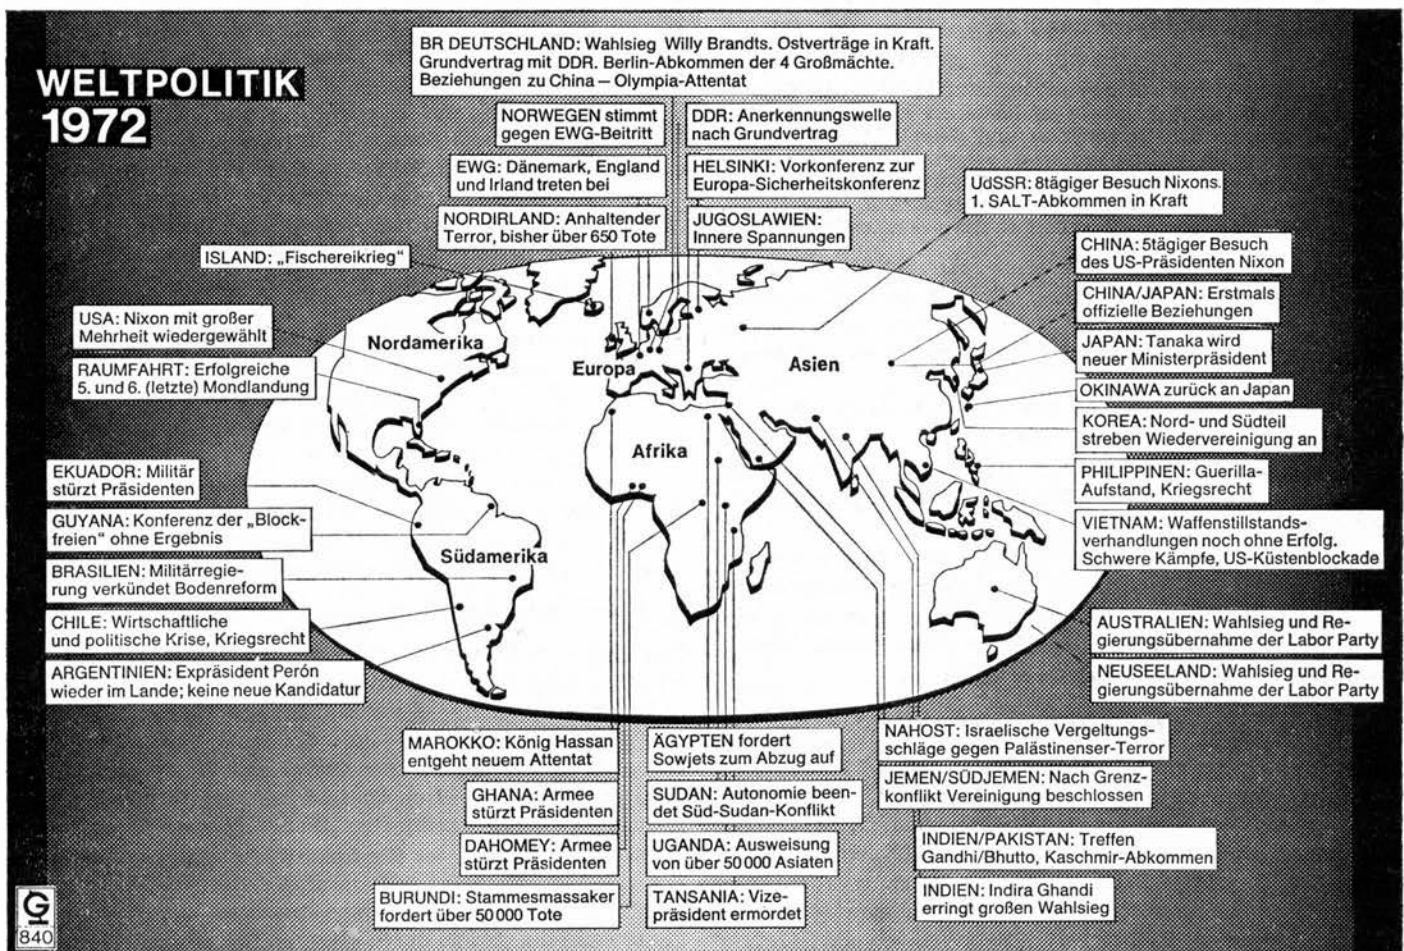 WELTPOLITIK
1972
BR DEUTSCHLAND: Wahlsieg Willy Brandts. Ostverträge in Kraft.
Grundvertrag mit DDR. Berlin-Abkommen der 4 Großmächte.
Beziehungen zu China – Olympia-Attentat
NORWEGEN stimmt
gegen EWG-Beitritt
DDR: Anerkennungswelle
nach Grundvertrag
EWG: Dänemark, England
und Irland treten bei
HELSINKI: Vorkonferenz zur
Europa-Sicherheitskonferenz
NORDIRLAND: Anhaltender
Terror, bisher über 650 Tote
JUGOSLAWIEN:
Innere Spannungen
UdSSR: 8tägiger Besuch Nixons.
1. SALT-Abkommen in Kraft
ISLAND: „Fischereikrieg“
CHINA: 5tägiger Besuch
des US-Präsidenten Nixon
CHINA/JAPAN: Erstmals
offizielle Beziehungen
USA: Nixon mit großer
Mehrheit wiedergewählt
JAPAN: Tanaka wird
neuer Ministerpräsident
RAUMFAHRT: Erfolgreiche
5. und 6. (letzte) Mondlandung
OKINAWA zurück an Japan
KOREA: Nord- und Südteil
streben Wiedervereinigung an
Nordamerika
Europa
Asien
Afrika
Südamerika
EKUADOR: Militär
stürzt Präsidenten
PHILIPPINEN: Guerilla-
Aufstand, Kriegsrecht
GUYANA: Konferenz der „Block-
freien“ ohne Ergebnis
VIETNAM: Waffenstillstands-
verhandlungen noch ohne Erfolg.
Schwere Kämpfe, US-Küstenblockade
BRASILIEN: Militärregie-
rung verkündet Bodenreform
CHILE: Wirtschaftliche
und politische Krise, Kriegsrecht
AUSTRALIEN: Wahlsieg und Re-
gierungsübernahme der Labor Party
ARGENTINIEN: Expräsident Perón
wieder im Lande; keine neue Kandidatur
NEUSEELAND: Wahlsieg und Re-
gierungsübernahme der Labor Party
MAROKKO: König Hassan
entgeht neuem Attentat
ÄGYPTEN fordert
Sowjets zum Abzug auf
NAHOST: Israelische Vergeltungs-
schläge gegen Palästinenser-Terror
GHANA: Armee
stürzt Präsidenten
SUDAN: Autonomie been-
det Süd-Sudan-Konflikt
JEMEN/SÜDJEMEN: Nach Grenz-
konflikt Vereinigung beschlossen
DAHOMEY: Armee
stürzt Präsidenten
UGANDA: Ausweisung
von über 50 000 Asiaten
INDIEN/PAKISTAN: Treffen
Gandhi/Bhutto, Kaschmir-Abkommen
BURUNDI: Stammesmassaker
fordert über 50 000 Tote
TANSANIA: Vize-
präsident ermordet
INDIEN: Indira Ghandi
erringt großen Wahlsieg
G
840